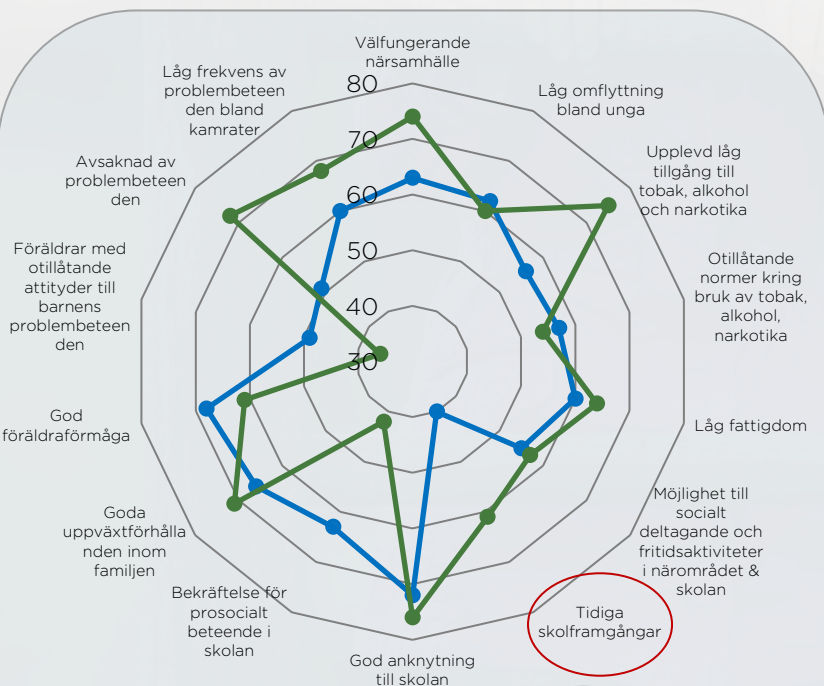 Välfungerande
närsamhälle
Låg omflyttning
bland unga
Upplevd låg
tillgång till
tobak, alkohol
och narkotika
Otillåtande
normer kring
bruk av tobak,
alkohol,
narkotika
Låg fattigdom
Möjlighet till
socialt
deltagande och
fritidsaktiviteter
i närområdet &
skolan
Tidiga
skolframgångar
God anknytning
till skolan
Bekräftelse för
prosocialt
beteende i
skolan
Goda
uppväxtförhålla
nden inom
familjen
God
föräldraförmåga
Föräldrar med
otillåtande
attityder till
barnens
problembeteen
den
Avsaknad av
problembeteen
den
Låg frekvens av
problembeteen
den bland
kamrater
80
70
60
50
40
30